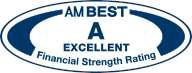 AM BEST
A
EXCELLENT
Financial Strength Rating